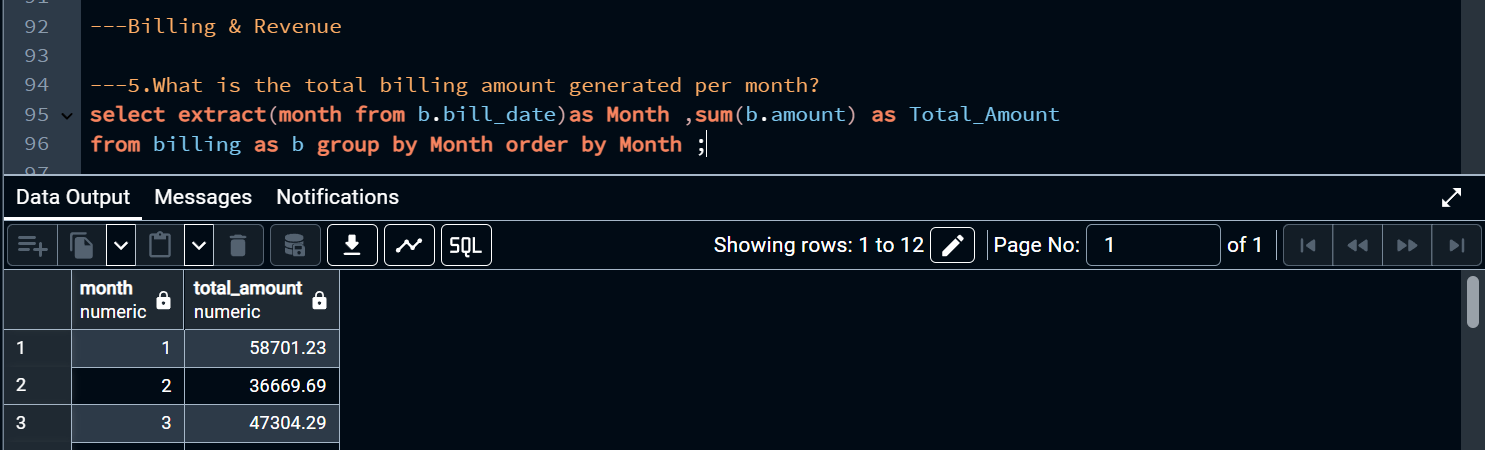 92 ---Billing & Revenue
93
94 ---5.What is the total billing amount generated per month?
95 select extract(month from b.bill_date)as Month ,sum(b.amount) as Total_Amount
96 from billing as b group by Month order by Month ;
Data Output Messages Notifications
SQL Showing rows: 1 to 12 Page No: 1 of 1
month total_amount
numeric numeric
1 1 58701.23
2 2 36669.69
3 3 47304.29